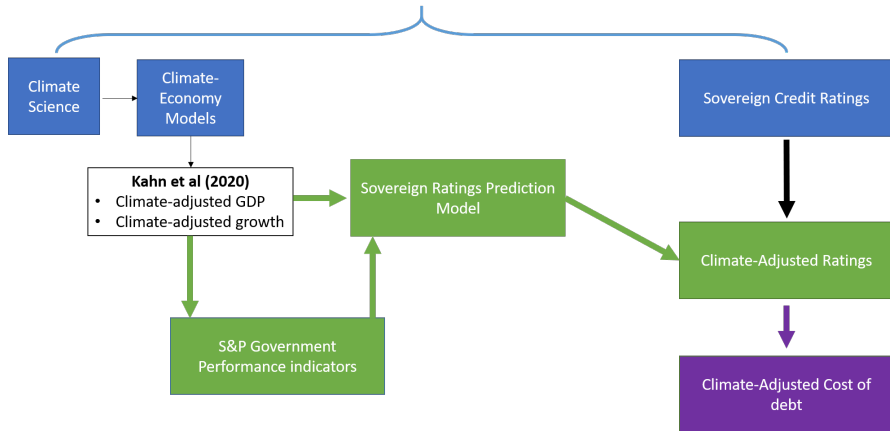 Climate
Science
Climate-
Economy
Models
Sovereign Credit Ratings
Kahn et al (2020)
• Climate-adjusted GDP
• Climate-adjusted growth
Sovereign Ratings Prediction
Model
Climate-Adjusted Ratings
S&P Government
Performance indicators
Climate-Adjusted Cost of
debt